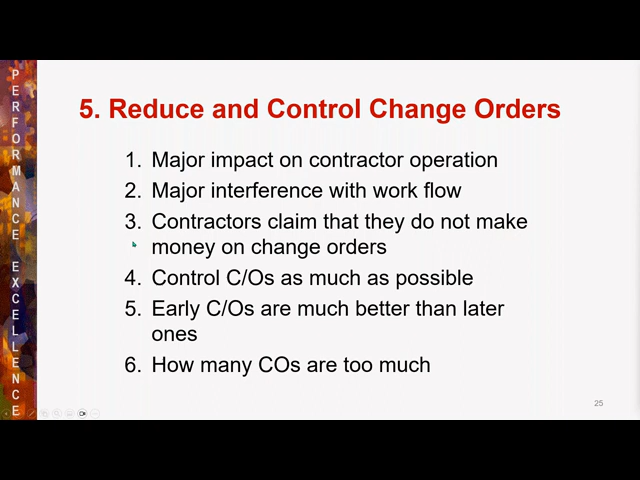 PERFORMANCE EXCELLENCE
5. Reduce and Control Change Orders
1. Major impact on contractor operation
2. Major interference with work flow
3. Contractors claim that they do not make
money on change orders
4. Control C/Os as much as possible
5. Early C/Os are much better than later
ones
6. How many COs are too much
25